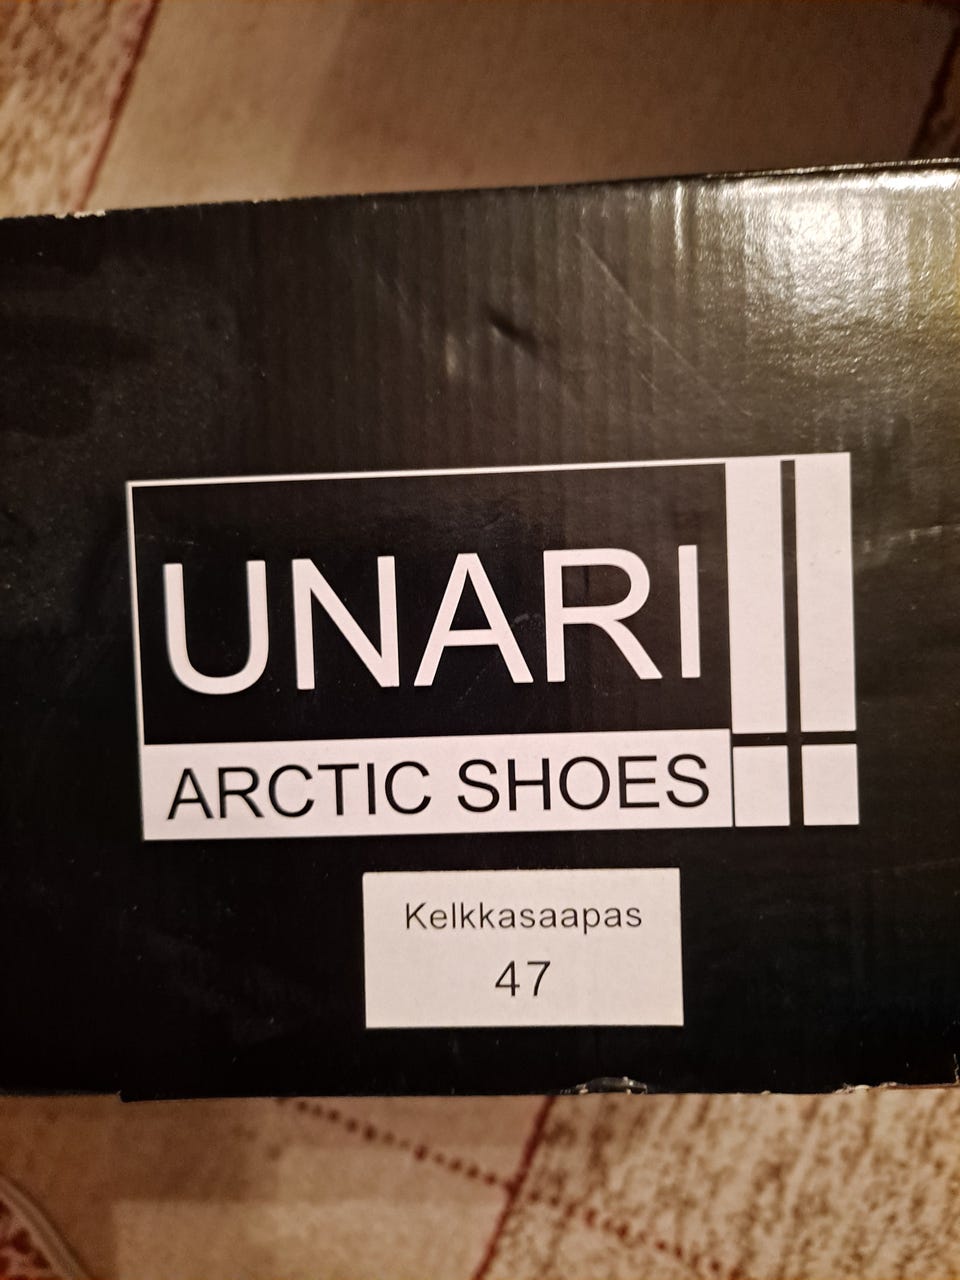 UNARI
ARCTIC SHOES
Kelkkasaapas
47